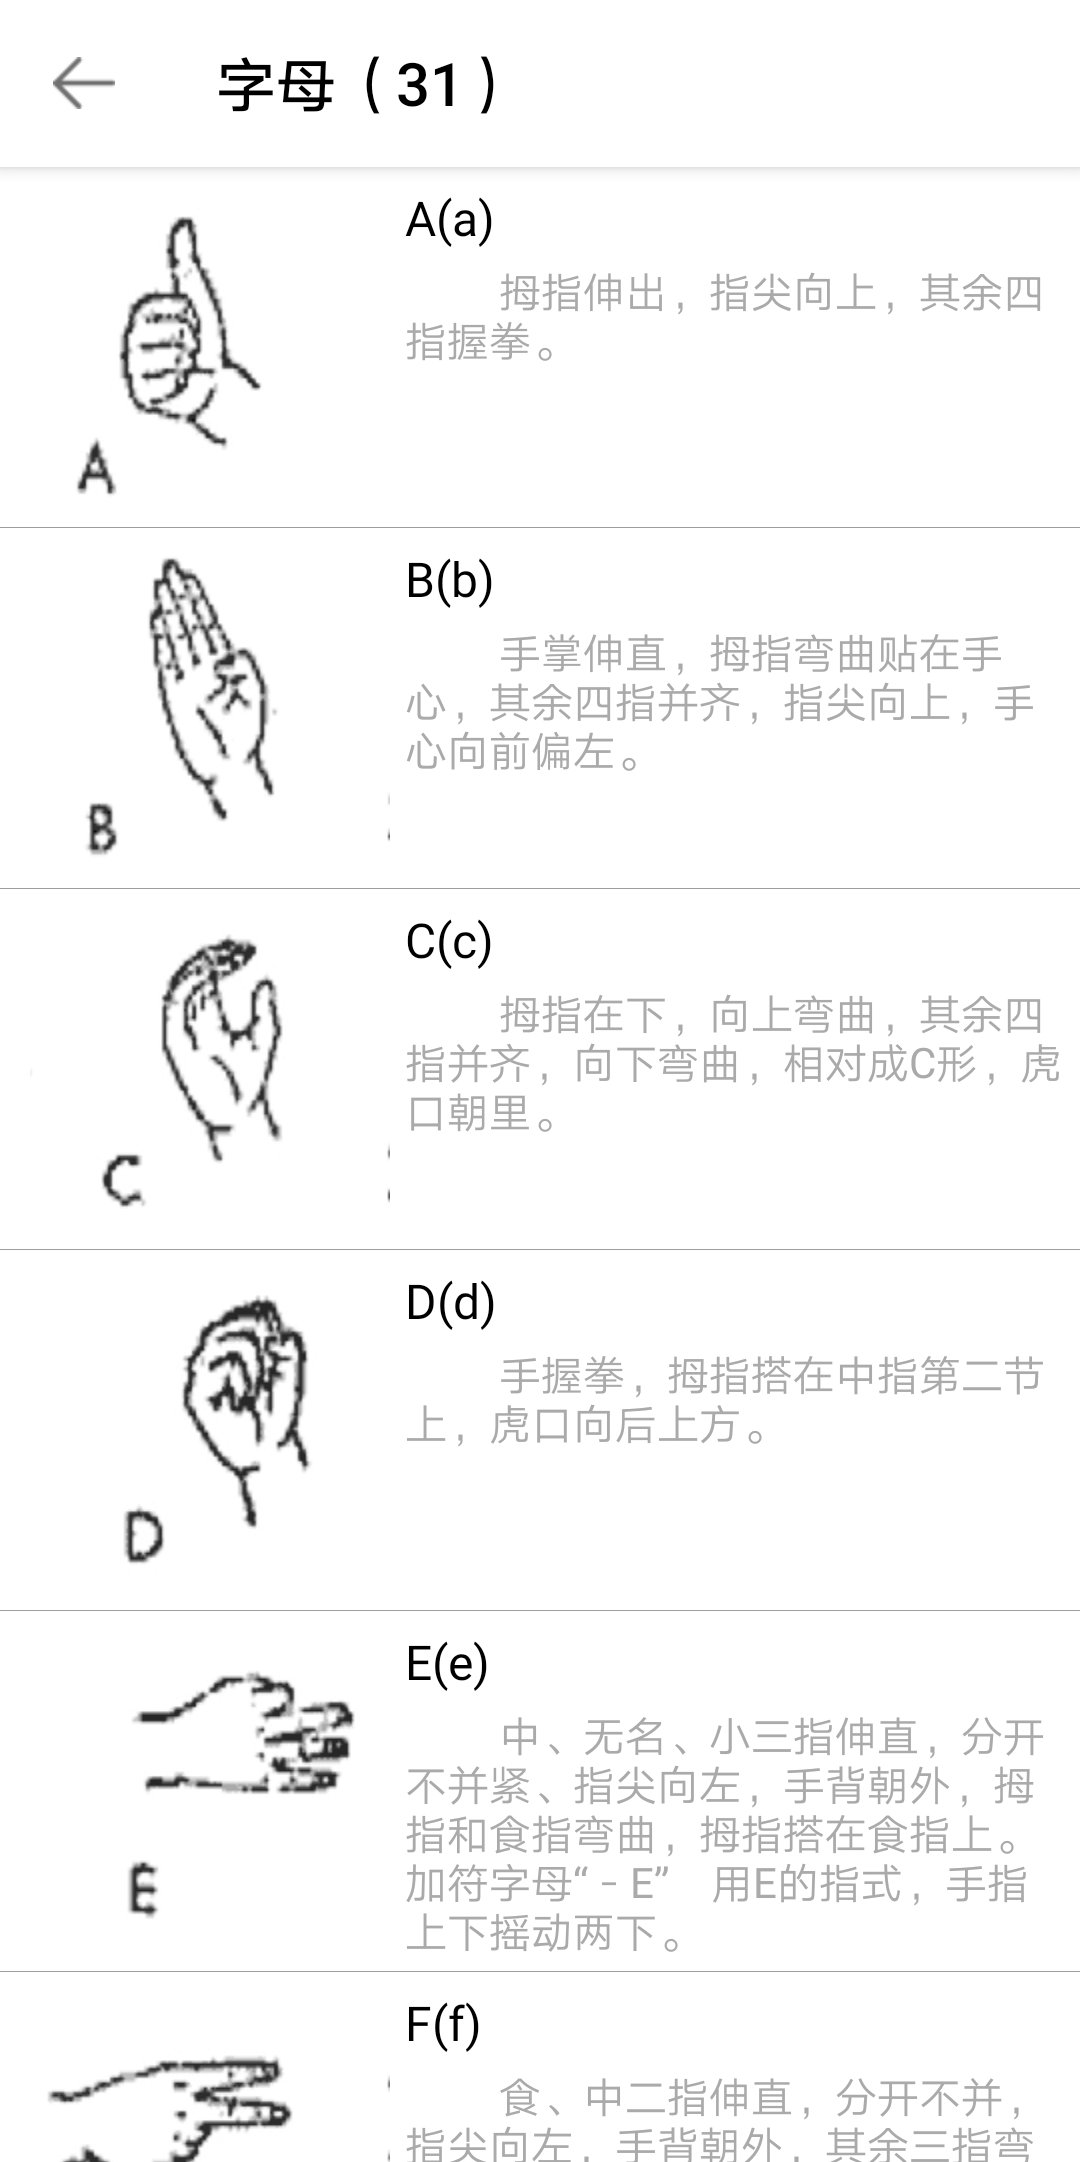 字母（31）
A(a)
拇指伸出，指尖向上，其余四
指握拳。
A
B(b)
手掌伸直，拇指弯曲贴在手
心，其余四指并齐，指尖向上，手
心向前偏左。
B
C(c)
拇指在下，向上弯曲，其余四
指并齐，向下弯曲，相对成C形，虎
口朝里。
C
D(d)
手握拳，拇指搭在中指第二节
上，虎口向后上方。
D
E(e)
中、无名、小三指伸直，分开
不并紧、指尖向左，手背朝外，拇
指和食指弯曲，拇指搭在食指上。
加符字母“－E”　用E的指式，手指
上下摇动两下。
E
F(f)
食、中二指伸直，分开不并，
指尖向左，手背朝外，其余三指弯